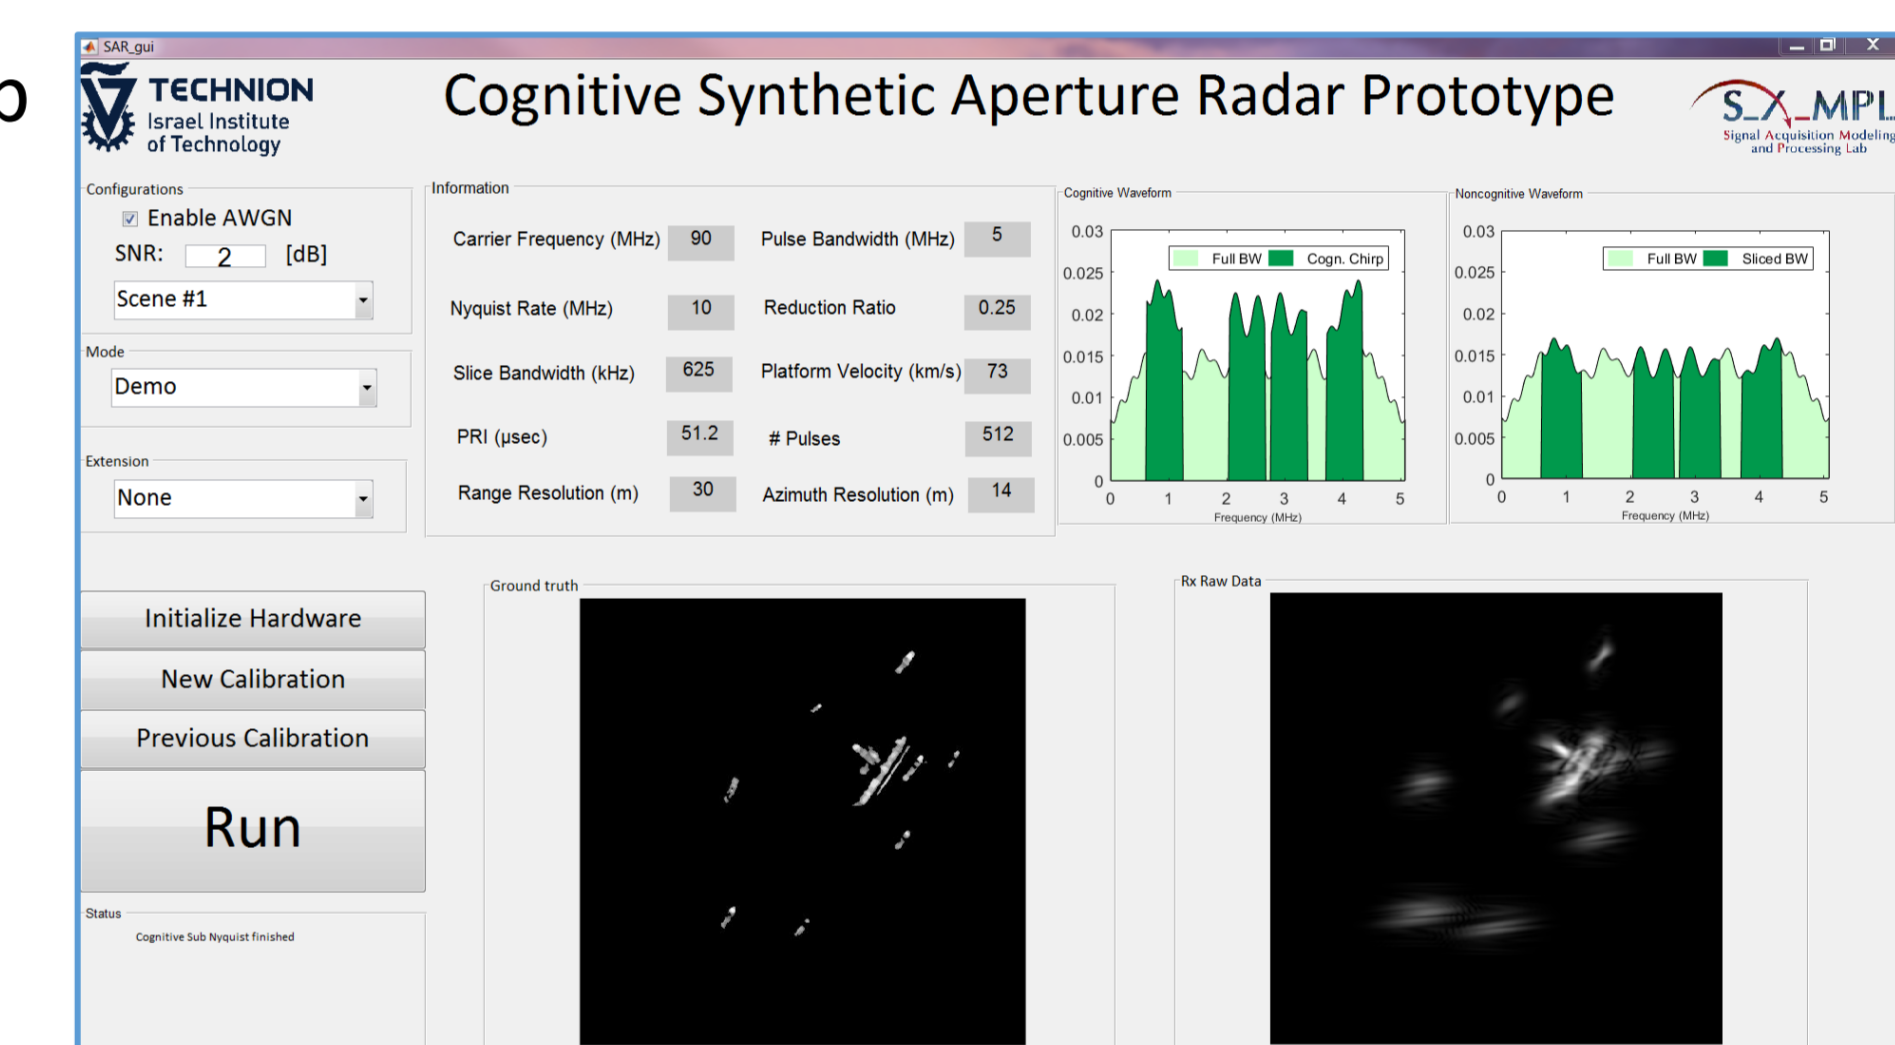 SAR_gui
TECHNION
Israel Institute
of Technology
Cognitive Synthetic Aperture Radar Prototype
Signal Acquisition Modeling
and Processing Lab
Configurations
Enable AWGN
SNR: 2 [dB]
Scene #1
Mode
Demo
Extension
None
Information
Carrier Frequency (MHz) 90 Pulse Bandwidth (MHz) 5
Nyquist Rate (MHz) 10 Reduction Ratio 0.25
Slice Bandwidth (kHz) 625 Platform Velocity (km/s) 73
PRI (μsec) 51.2 # Pulses 512
Range Resolution (m) 30 Azimuth Resolution (m) 14
Cognitive Waveform
0.03
Full BW Cogn. Chirp
0.025
0.02
0.015
0.01
0.005
0
0 1 2 3 4 5
Frequency (MHz)
Noncognitive Waveform
0.03
Full BW Sliced BW
0.025
0.02
0.015
0.01
0.005
0
0 1 2 3 4 5
Frequency (MHz)
Initialize Hardware
New Calibration
Previous Calibration
Run
Status
Cognitive Sub Nyquist finished
Ground truth
Rx Raw Data